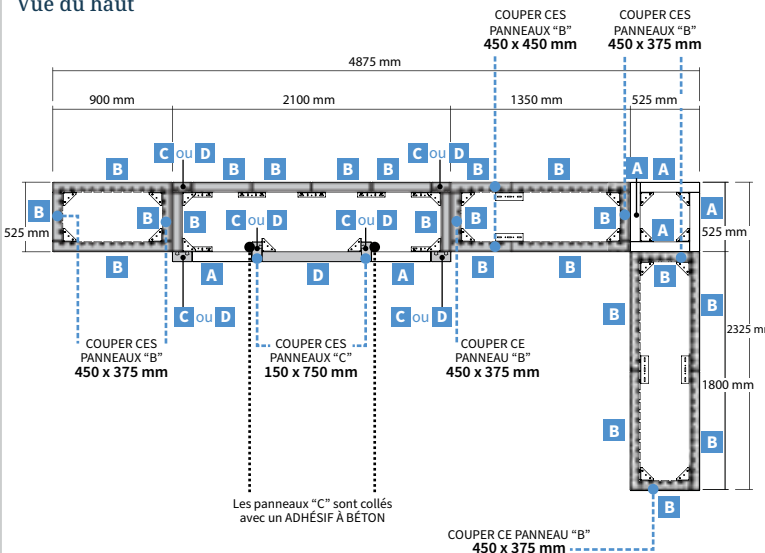 Vue du haut
COUPER CES
PANNEAUX “B”
450 x 450 mm
COUPER CES
PANNEAUX “B”
450 x 375 mm
4875 mm
900 mm
2100 mm
1350 mm
525 mm
C ou D
C ou D
B
B
B
B
B
B
B
A
A
B
B
B
C ou D
C ou D
B
B
B
A
525 mm
A
525 mm
B
A
D
A
B
B
B
B
B
C ou D
C ou D
2325 mm
COUPER CES
PANNEAUX “B”
450 x 375 mm
COUPER CES
PANNEAUX “C”
150 x 750 mm
COUPER CE
PANNEAU “B”
450 x 375 mm
1800 mm
B
B
B
Les panneaux “C” sont collés
avec un ADHÉSIF À BÉTON
COUPER CE PANNEAU “B”
450 x 375 mm